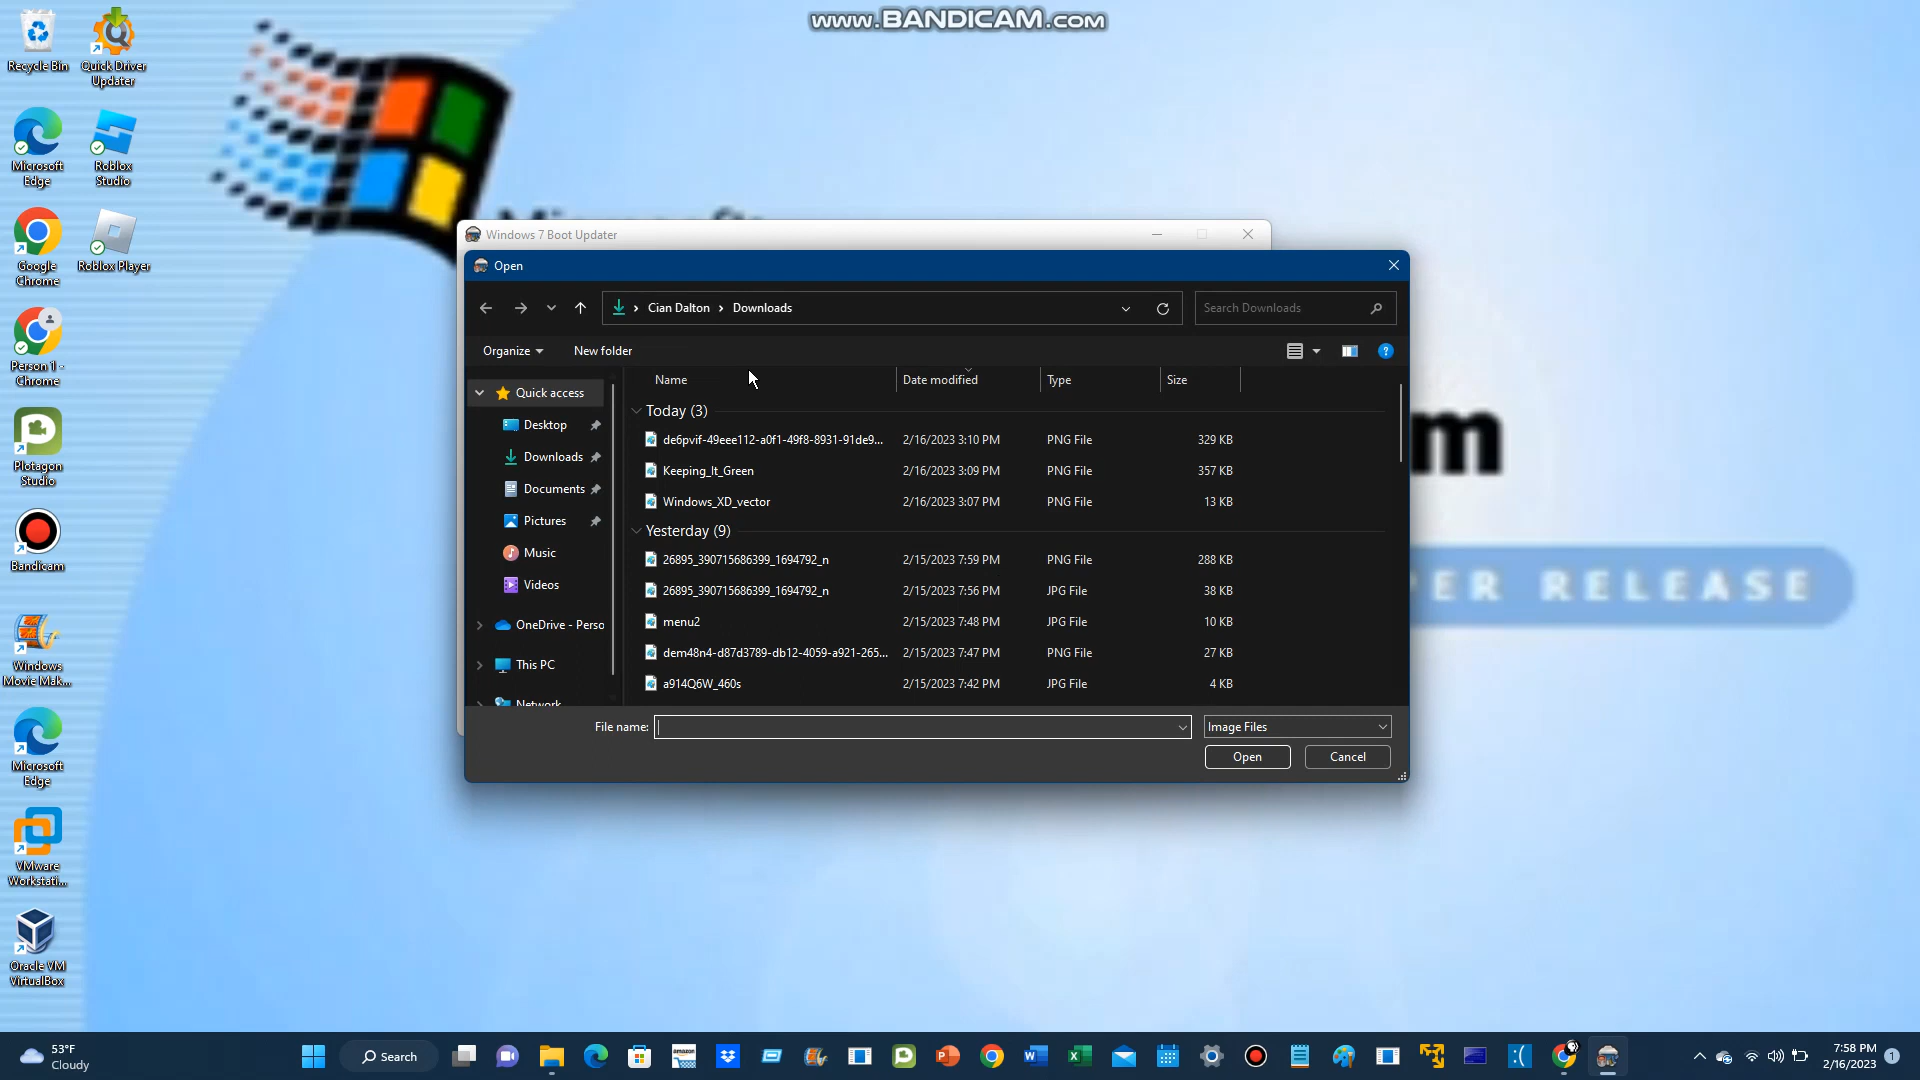 www.BANDICAM.com
Recycle Bin
Quick Driver
Updater
Microsoft
Edge
Roblox
Studio
Google
Chrome
Roblox Player
Person 1 -
Chrome
Plotagon
Studio
Bandicam
Windows
Movie Mak...
Microsoft
Edge
VMware
Workstati...
Oracle VM
VirtualBox
Windows 7 Boot Updater
Open
Cian Dalton
Downloads
Search Downloads
Organize
New folder
Name
Date modified
Type
Size
Quick access
Desktop
Downloads
Documents
Pictures
Music
Videos
OneDrive - Perso
This PC
Network
Today (3)
de6pvif-49eee112-a0f1-49f8-8931-91de9... 2/16/2023 3:10 PM PNG File 329 KB
Keeping_It_Green 2/16/2023 3:09 PM PNG File 357 KB
Windows_XD_vector 2/16/2023 3:07 PM PNG File 13 KB
Yesterday (9)
26895_390715686399_1694792_n 2/15/2023 7:59 PM PNG File 288 KB
26895_390715686399_1694792_n 2/15/2023 7:56 PM JPG File 38 KB
menu2 2/15/2023 7:48 PM JPG File 10 KB
dem48n4-d87d3789-db12-4059-a921-265... 2/15/2023 7:47 PM PNG File 27 KB
a914Q6W_460s 2/15/2023 7:42 PM JPG File 4 KB
File name:
Image Files
Open
Cancel
m
PER RELEASE
53°F
Cloudy
Search
amazon
7:58 PM
2/16/2023
1